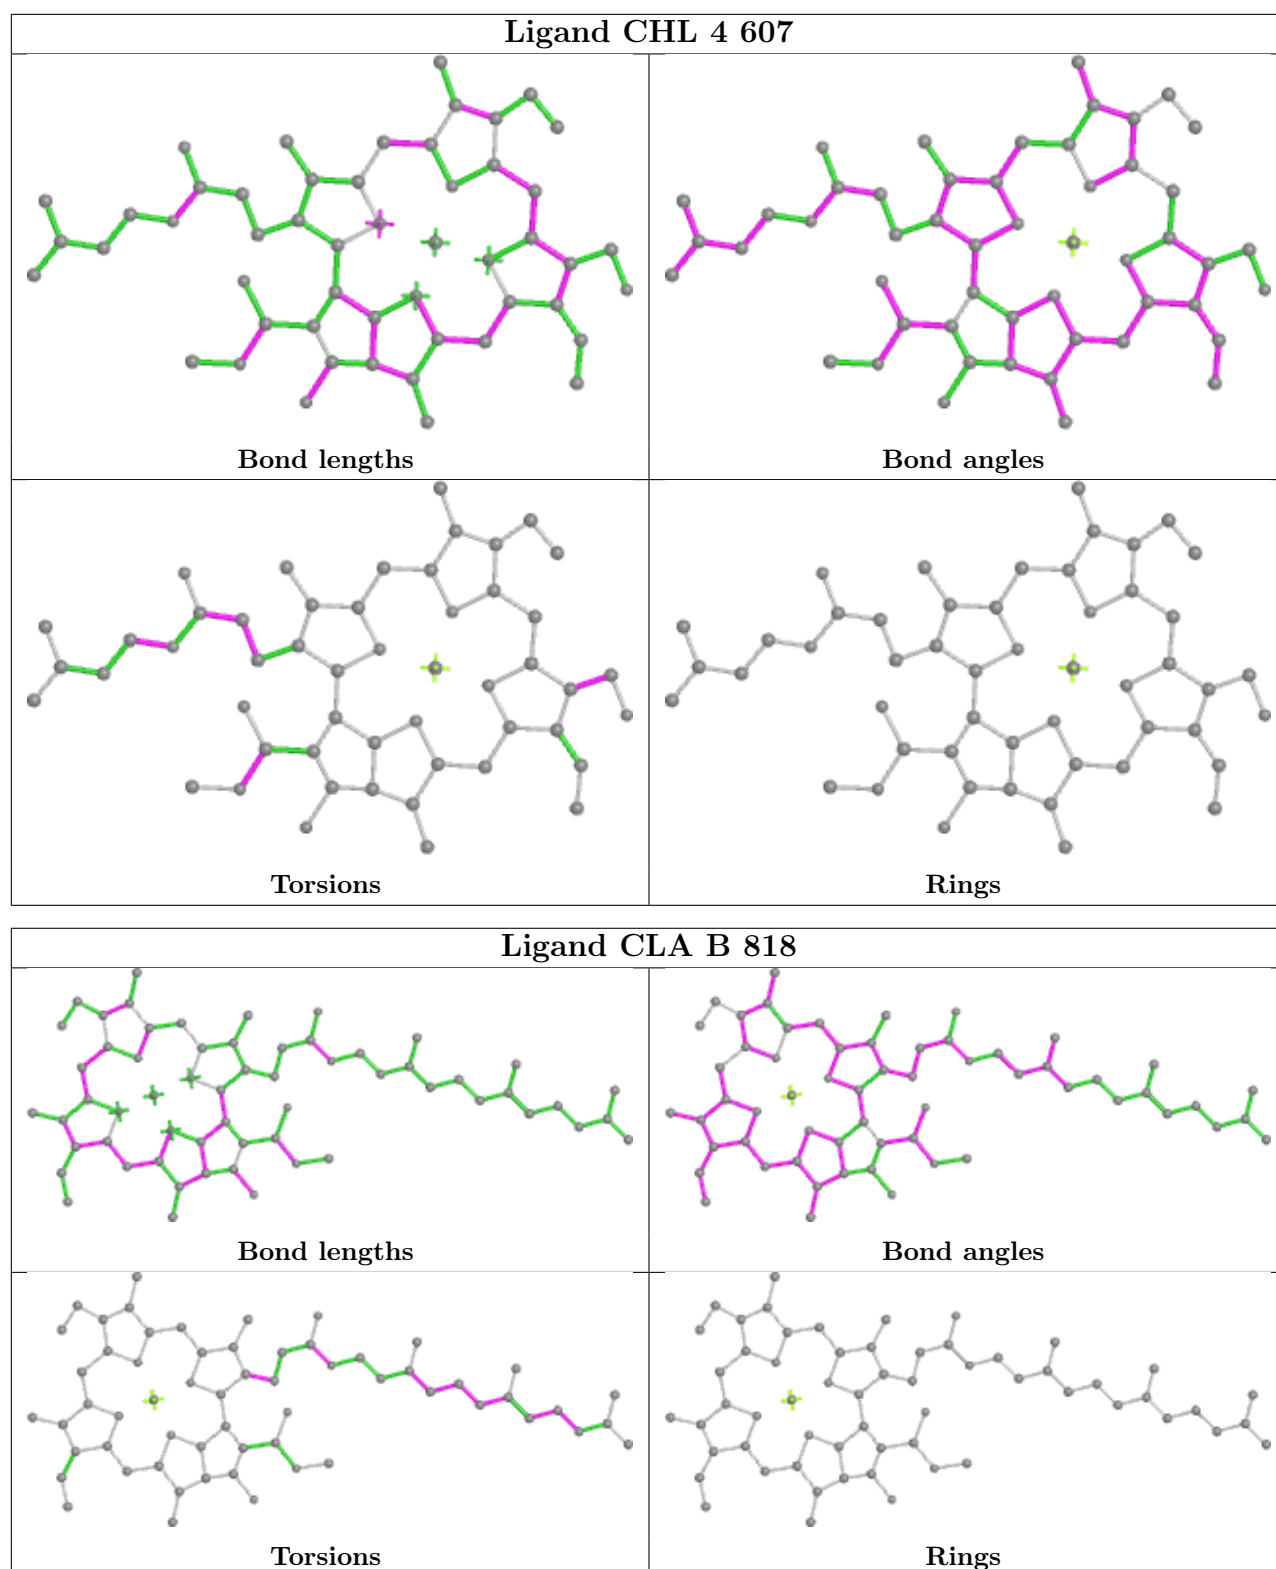 Ligand CHL 4 607
Bond lengths
Bond angles
Torsions
Rings
Ligand CLA B 818
Bond lengths
Bond angles
Torsions
Rings